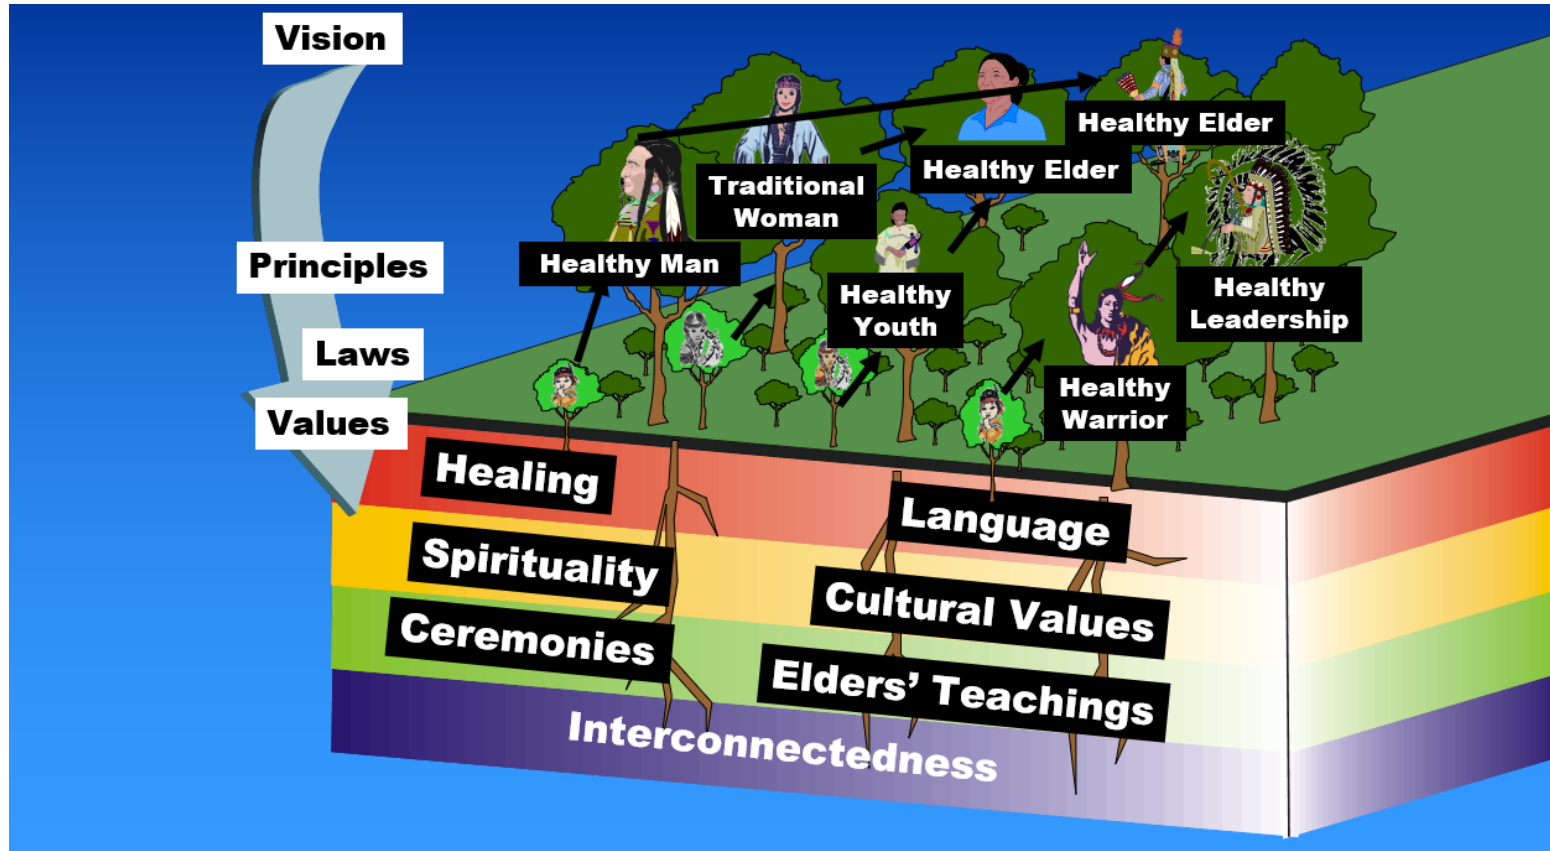 Vision
Principles
Laws
Values
Healthy Man
Traditional
Woman
Healthy Elder
Healthy Elder
Healthy
Youth
Healthy
Warrior
Healthy
Leadership
Healing
Spirituality
Ceremonies
Language
Cultural Values
Elders’ Teachings
Interconnectedness